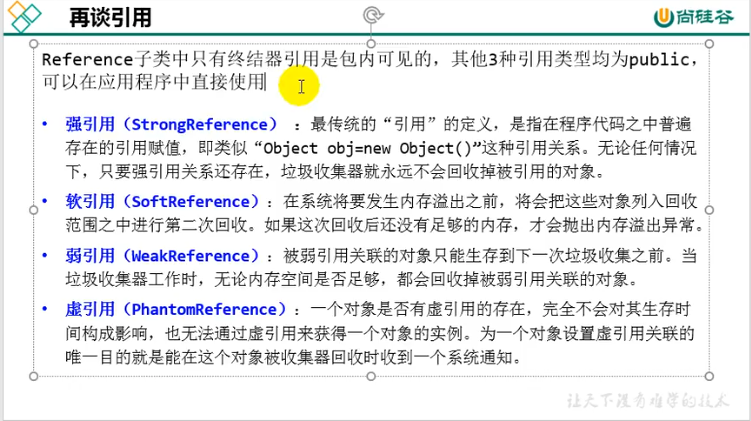 再谈引用
尚硅谷
Reference子类中只有终结器引用是包内可见的，其他3种引用类型均为public，
可以在应用程序中直接使用
• 强引用（StrongReference）：最传统的“引用”的定义，是指在程序代码之中普遍
存在的引用赋值，即类似“Object obj=new Object()”这种引用关系。无论任何情况
下，只要强引用关系还存在，垃圾收集器就永远不会回收掉被引用的对象。
• 软引用（SoftReference）：在系统将要发生内存溢出之前，将会把这些对象列入回收
范围之中进行第二次回收。如果这次回收后还没有足够的内存，才会抛出内存溢出异常。
• 弱引用（WeakReference）：被弱引用关联的对象只能生存到下一次垃圾收集之前。当
垃圾收集器工作时，无论内存空间是否足够，都会回收掉被弱引用关联的对象。
• 虚引用（PhantomReference）：一个对象是否有虚引用的存在，完全不会对其生存时
间构成影响，也无法通过虚引用来获得一个对象的实例。为一个对象设置虚引用关联的
唯一目的就是能在这个对象被收集器回收时收到一个系统通知。
让天下没有难学的技术